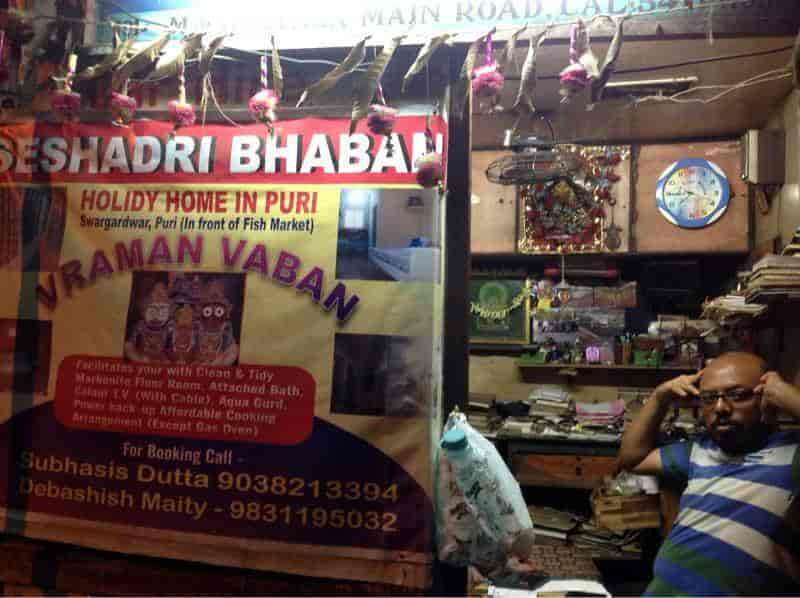 MAIN ROAD, CAL
SESHADRI BHABAN
HOLIDY HOME IN PURI
Swargardwar, Puri (In front of Fish Market)
VRAMAN VABAN
Facilitates your with Clean & Tidy
Markonite Floor Room, Attached Bath,
Colour T.V. (With Cable), Aqua Gurd,
Power back up Affordable Cooking
Arrangement (Except Gas Oven)
For Booking Call -
Subhasis Dutta 9038213394
Debashish Maity - 9831195032